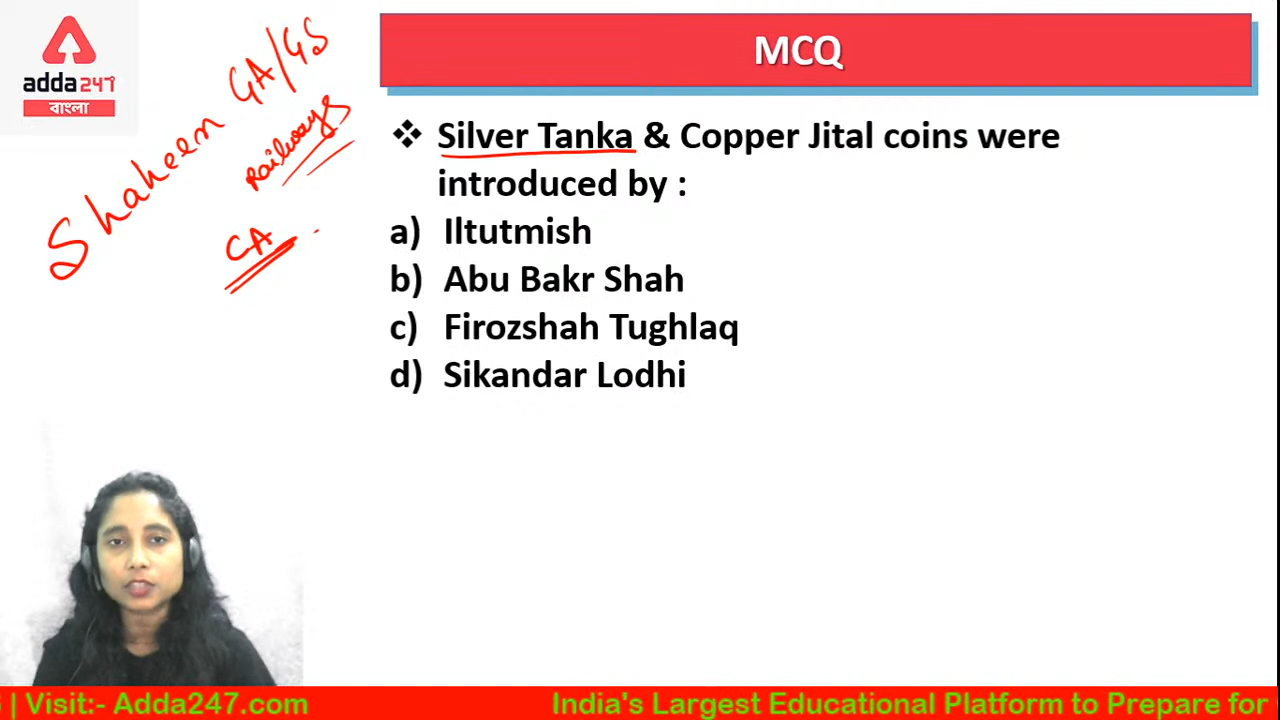 adda247
বাংলা
Shaheen GA/GS
Railways
CA
MCQ
❖ Silver Tanka & Copper Jital coins were
introduced by :
a) Iltutmish
b) Abu Bakr Shah
c) Firozshah Tughlaq
d) Sikandar Lodhi
| Visit:- Adda247.com India's Largest Educational Platform to Prepare for